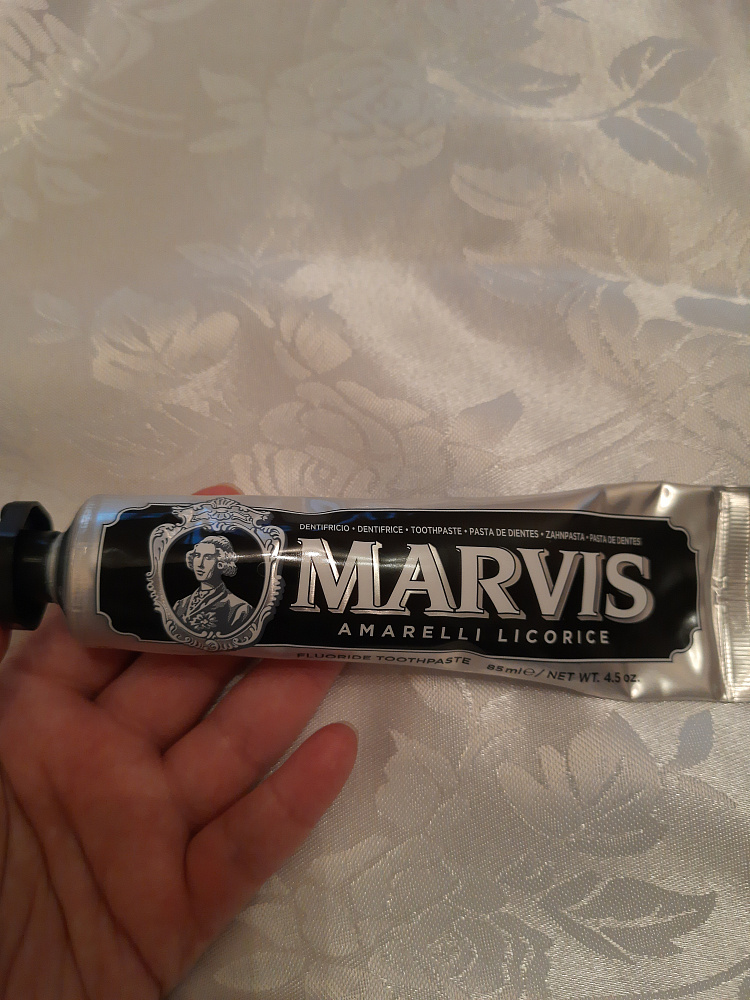 DENTIFRICIO • DENTIFRICE • TOOTHPASTE • PASTA DE DIENTES • ZAHNPASTA • PASTA DE DENTES
MARVIS
AMARELLI LICORICE
FLUORIDE TOOTHPASTE 85ml℮/ NET WT. 4.5 oz.